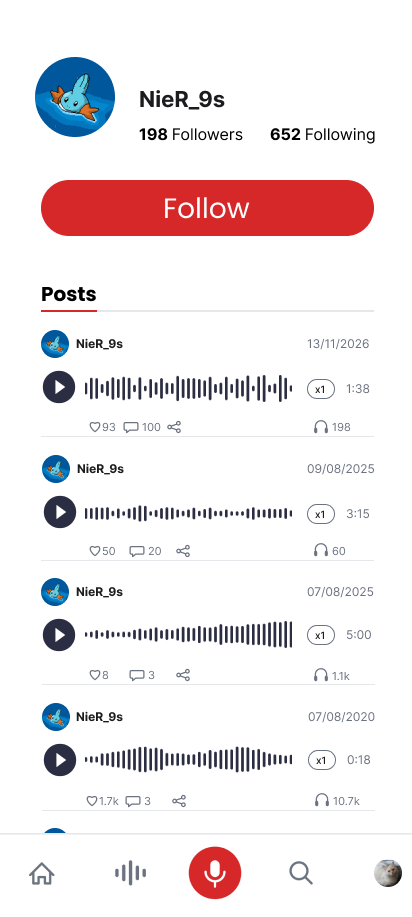 NieR_9s
198 Followers 652 Following
Follow
Posts
NieR_9s 13/11/2026
x1 1:38
93 100 198
NieR_9s 09/08/2025
x1 3:15
50 20 60
NieR_9s 07/08/2025
x1 5:00
8 3 1.1k
NieR_9s 07/08/2020
x1 0:18
1.7k 3 10.7k